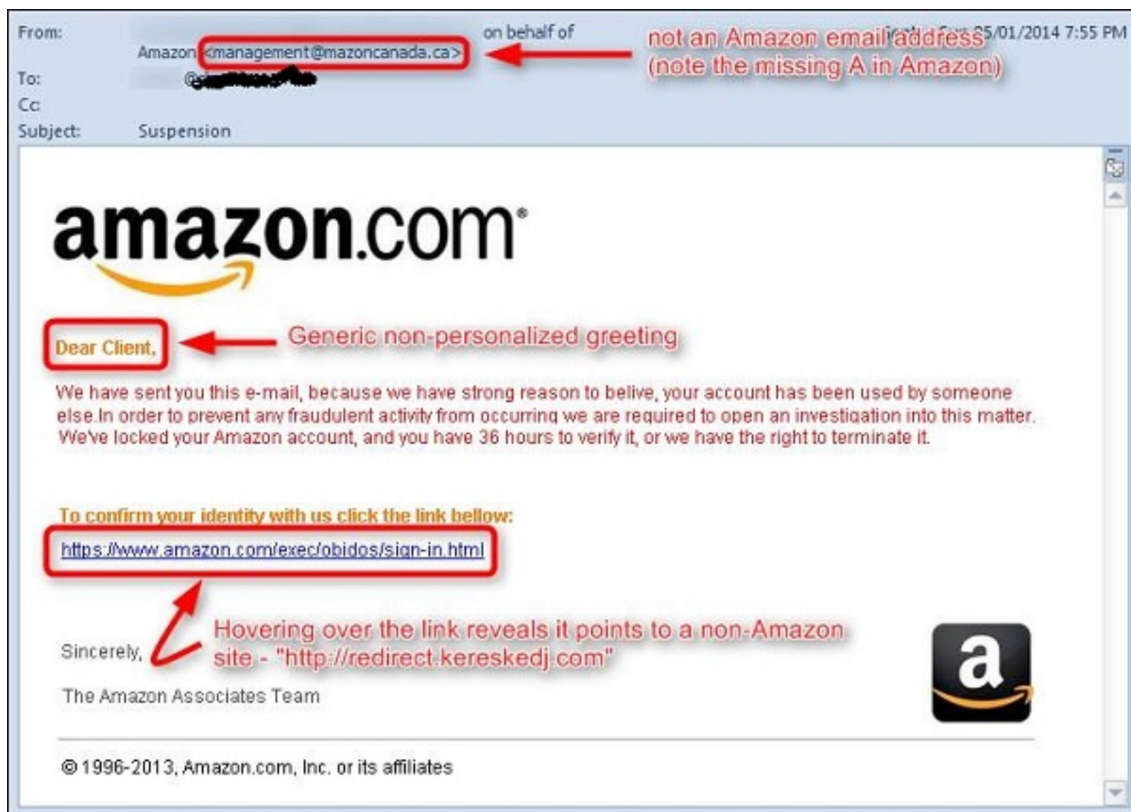 From: on behalf of
Amazon <management@mazoncanada.ca>
not an Amazon email address
(note the missing A in Amazon)
05/01/2014 7:55 PM
To: @
Cc
Subject: Suspension
amazon.com®
Dear Client,
Generic non-personalized greeting
We have sent you this e-mail, because we have strong reason to belive, your account has been used by someone
else.In order to prevent any fraudulent activity from occurring we are required to open an investigation into this matter.
We've locked your Amazon account, and you have 36 hours to verify it, or we have the right to terminate it.
To confirm your identity with us click the link bellow:
https://www.amazon.com/exec/obidos/sign-in.html
Hovering over the link reveals it points to a non-Amazon
site - "http://redirect.kereskedj.com"
Sincerely,
The Amazon Associates Team
a
© 1996-2013, Amazon.com, Inc. or its affiliates